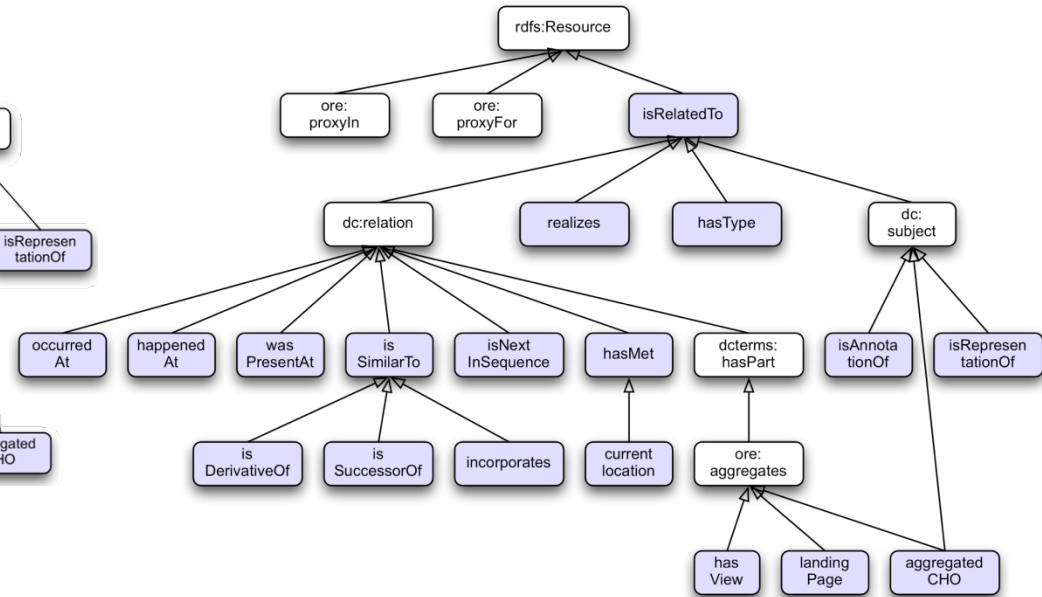 rdfs:Resource
ore:
proxyIn
ore:
proxyFor
isRelatedTo
dc:relation
realizes
hasType
dc:
subject
isRepresen
tationOf
occurred
At
happened
At
was
PresentAt
is
SimilarTo
isNext
InSequence
hasMet
dcterms:
hasPart
isAnnota
tionOf
isRepresen
tationOf
gated
HO
is
DerivativeOf
is
SuccessorOf
incorporates
current
location
ore:
aggregates
has
View
landing
Page
aggregated
CHO